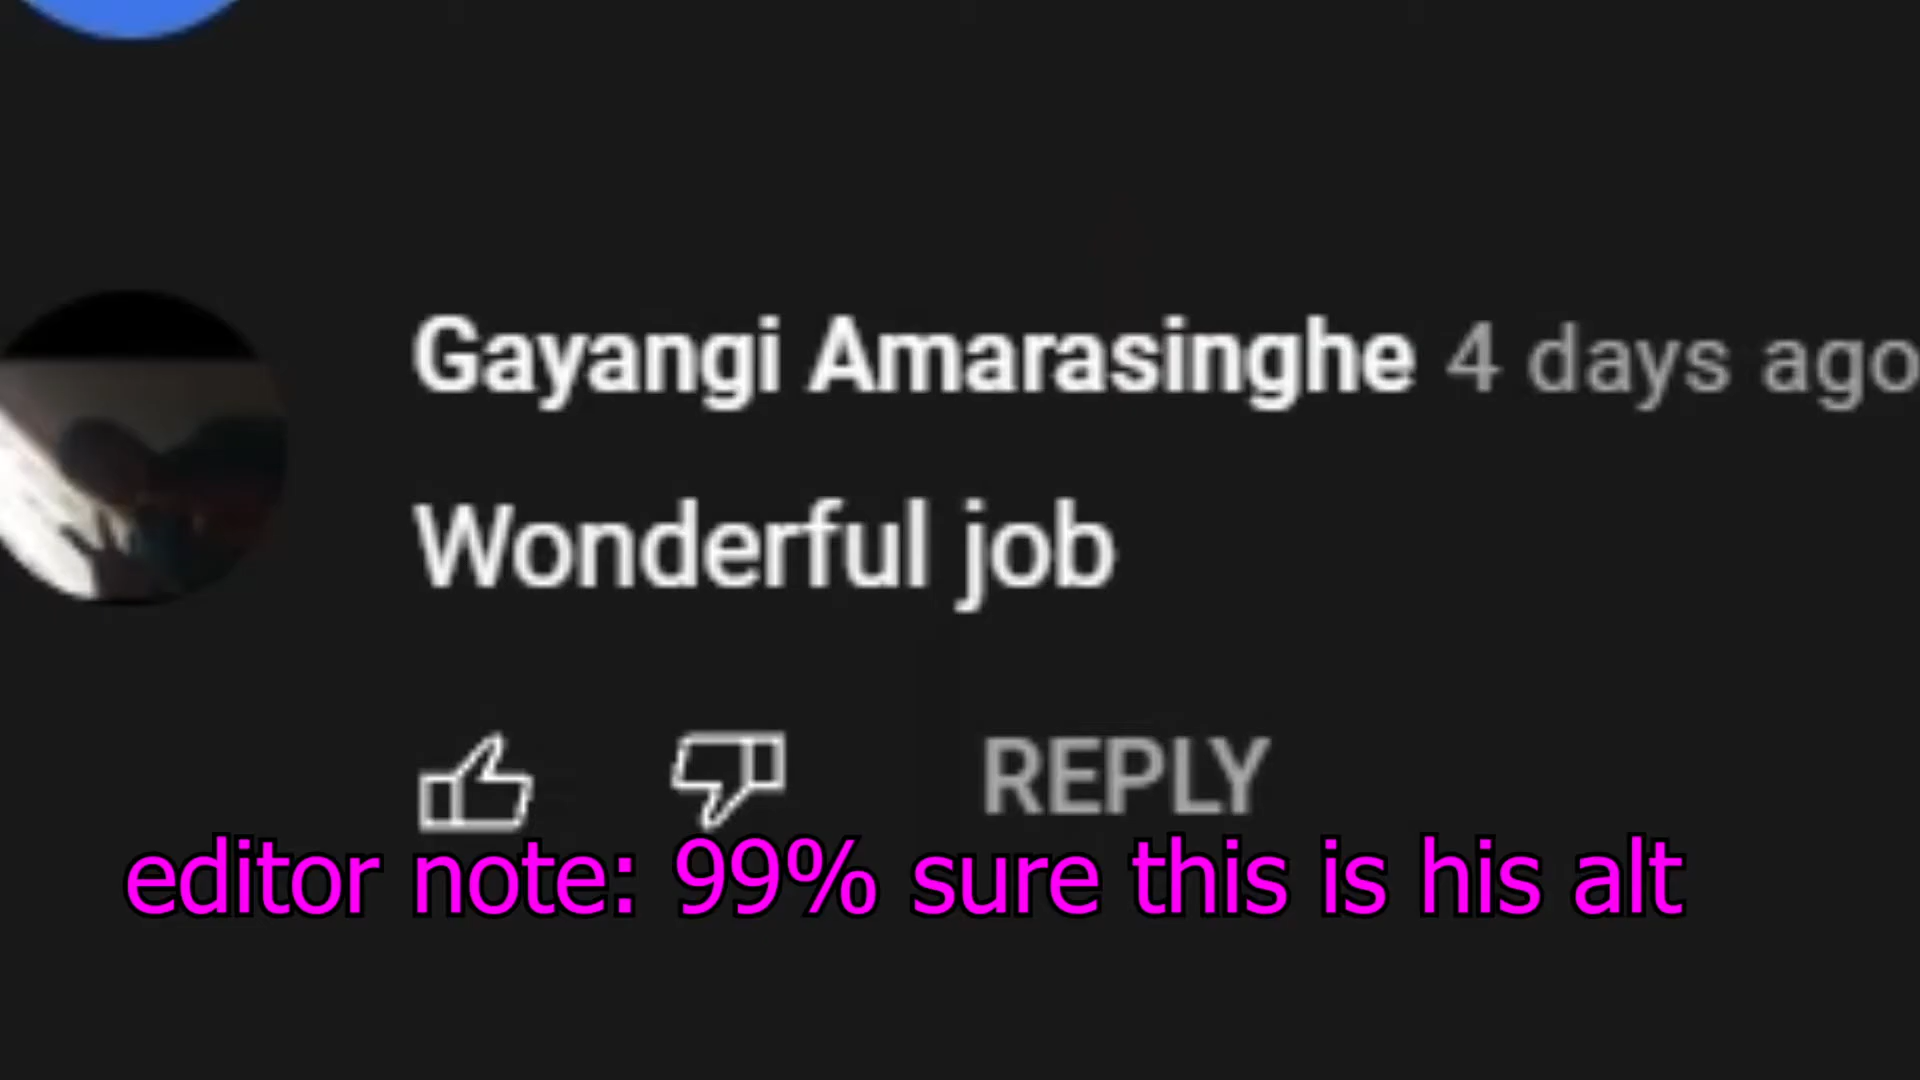 Gayangi Amarasinghe 4 days ago
Wonderful job
REPLY
editor note: 99% sure this is his alt